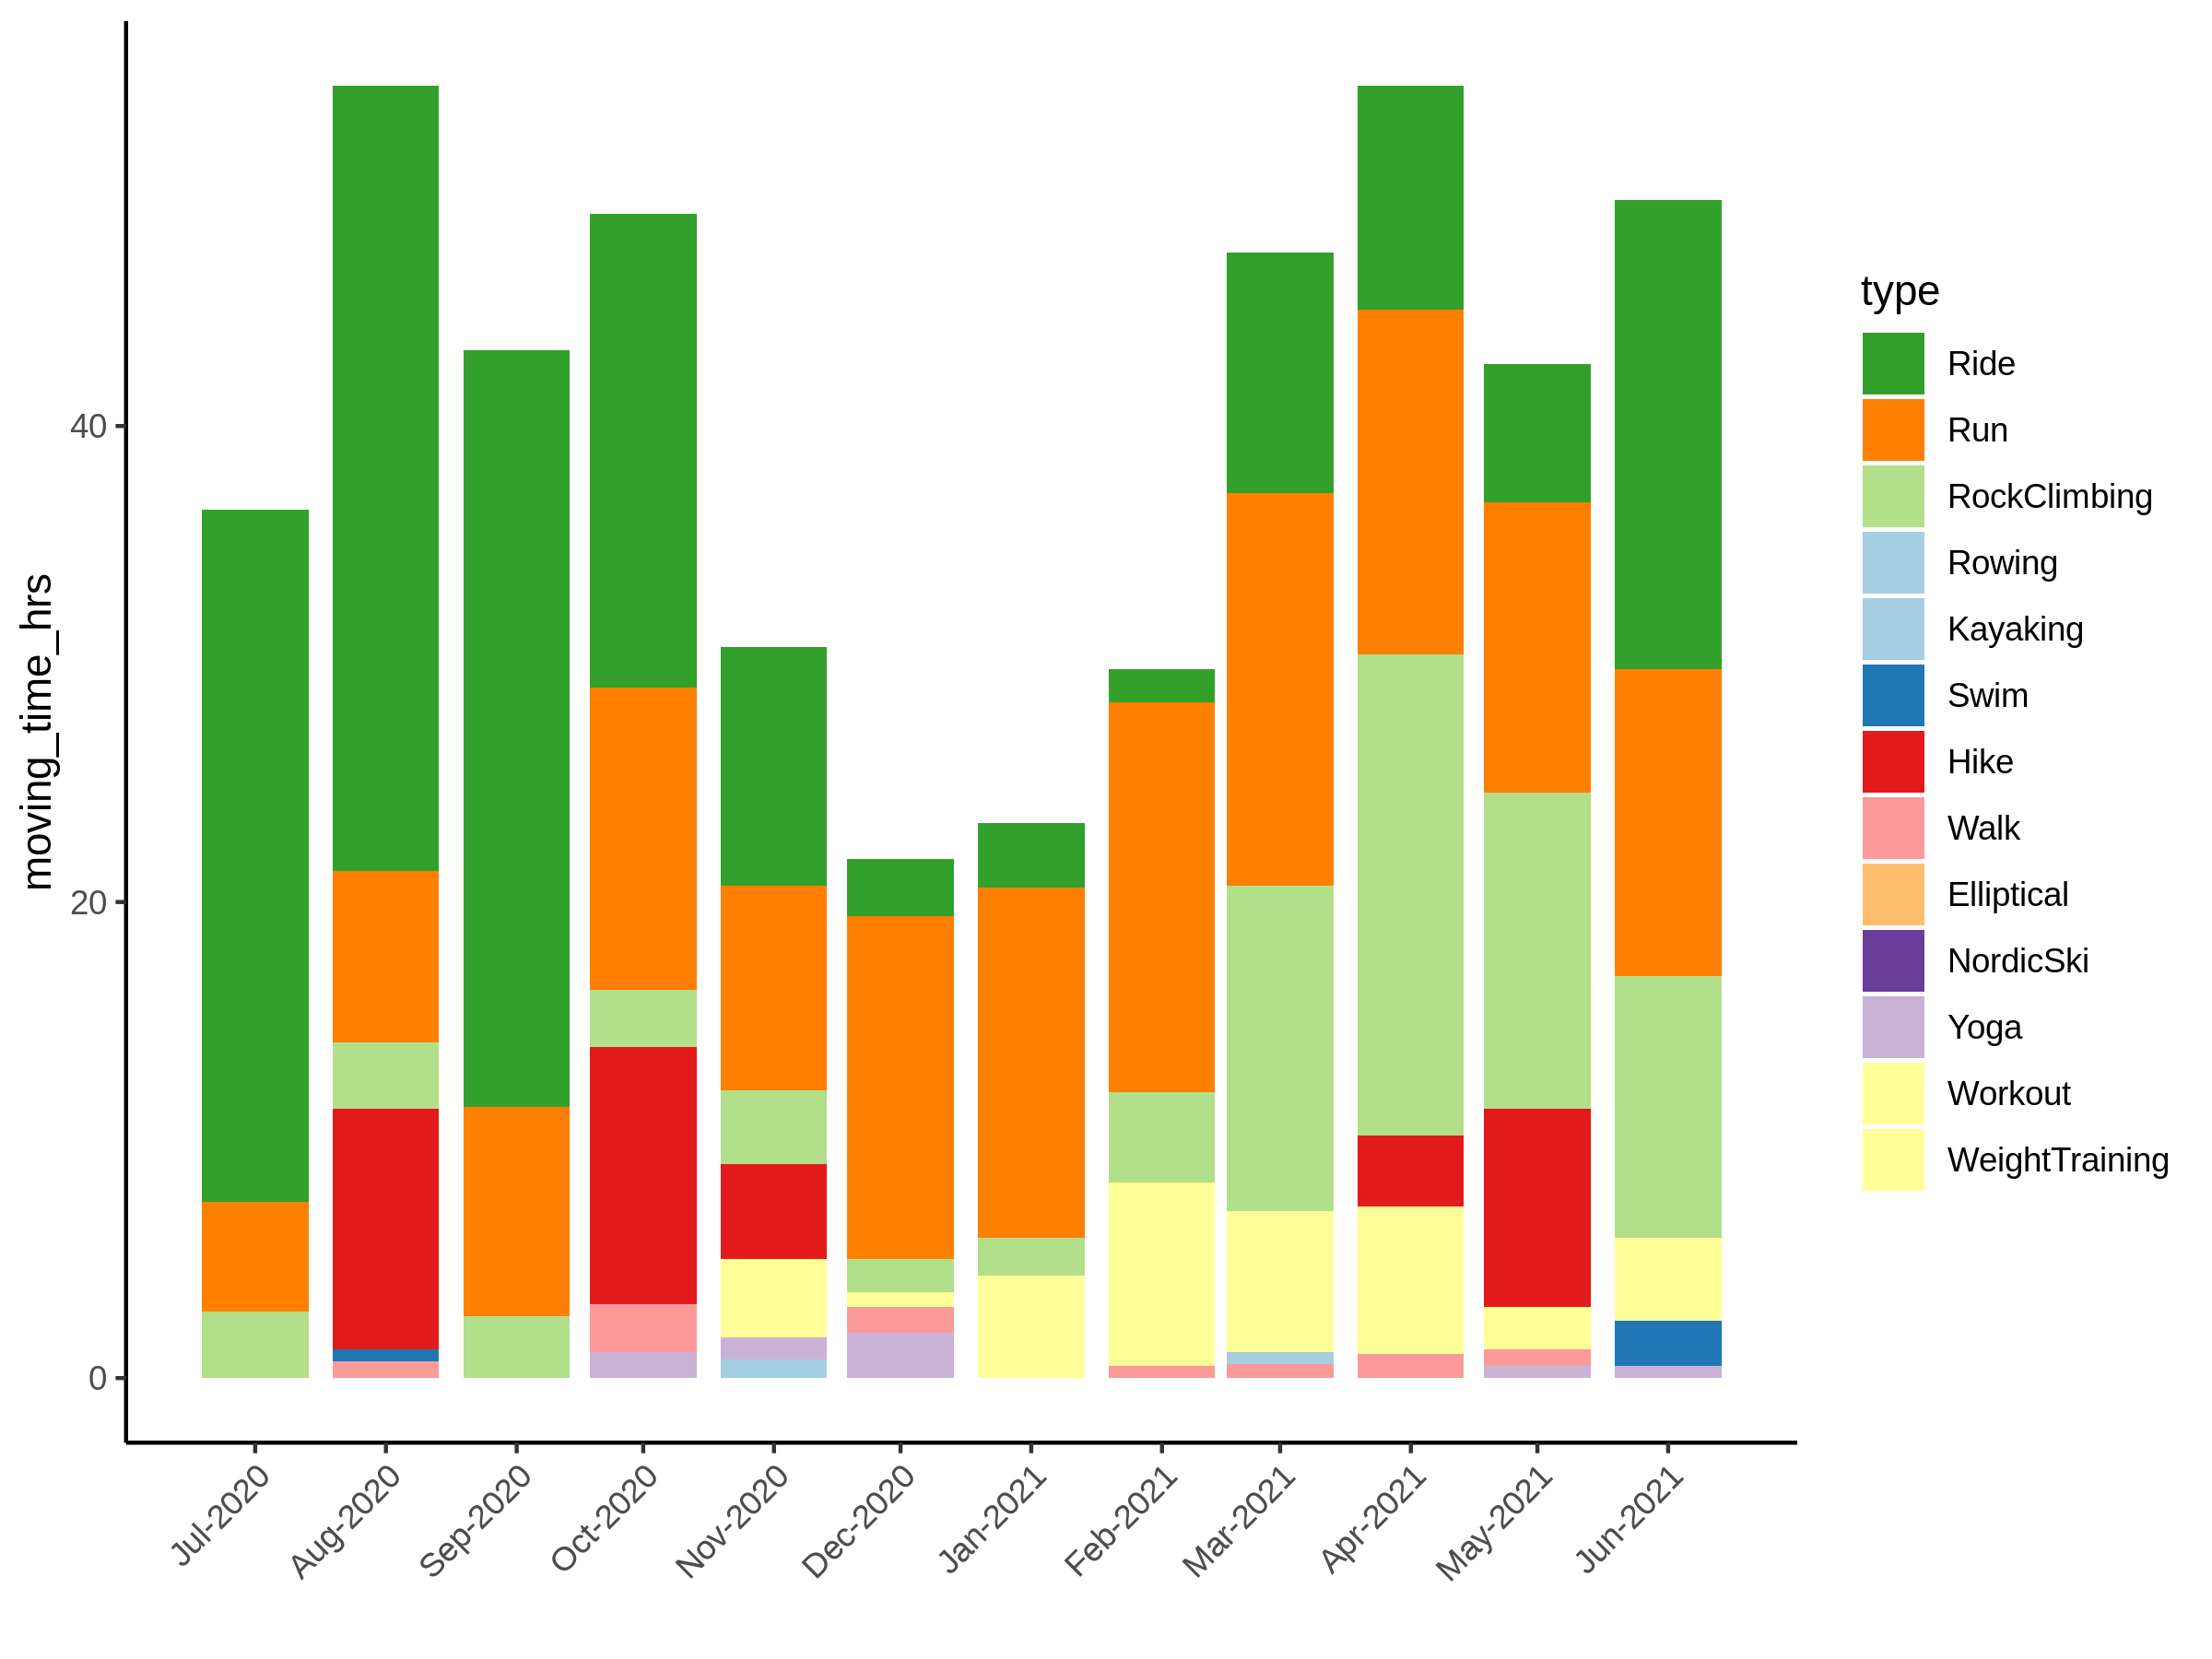 moving_time_hrs
40
20
0
Jul-2020
Aug-2020
Sep-2020
Oct-2020
Nov-2020
Dec-2020
Jan-2021
Feb-2021
Mar-2021
Apr-2021
May-2021
Jun-2021
type
Ride
Run
RockClimbing
Rowing
Kayaking
Swim
Hike
Walk
Elliptical
NordicSki
Yoga
Workout
WeightTraining